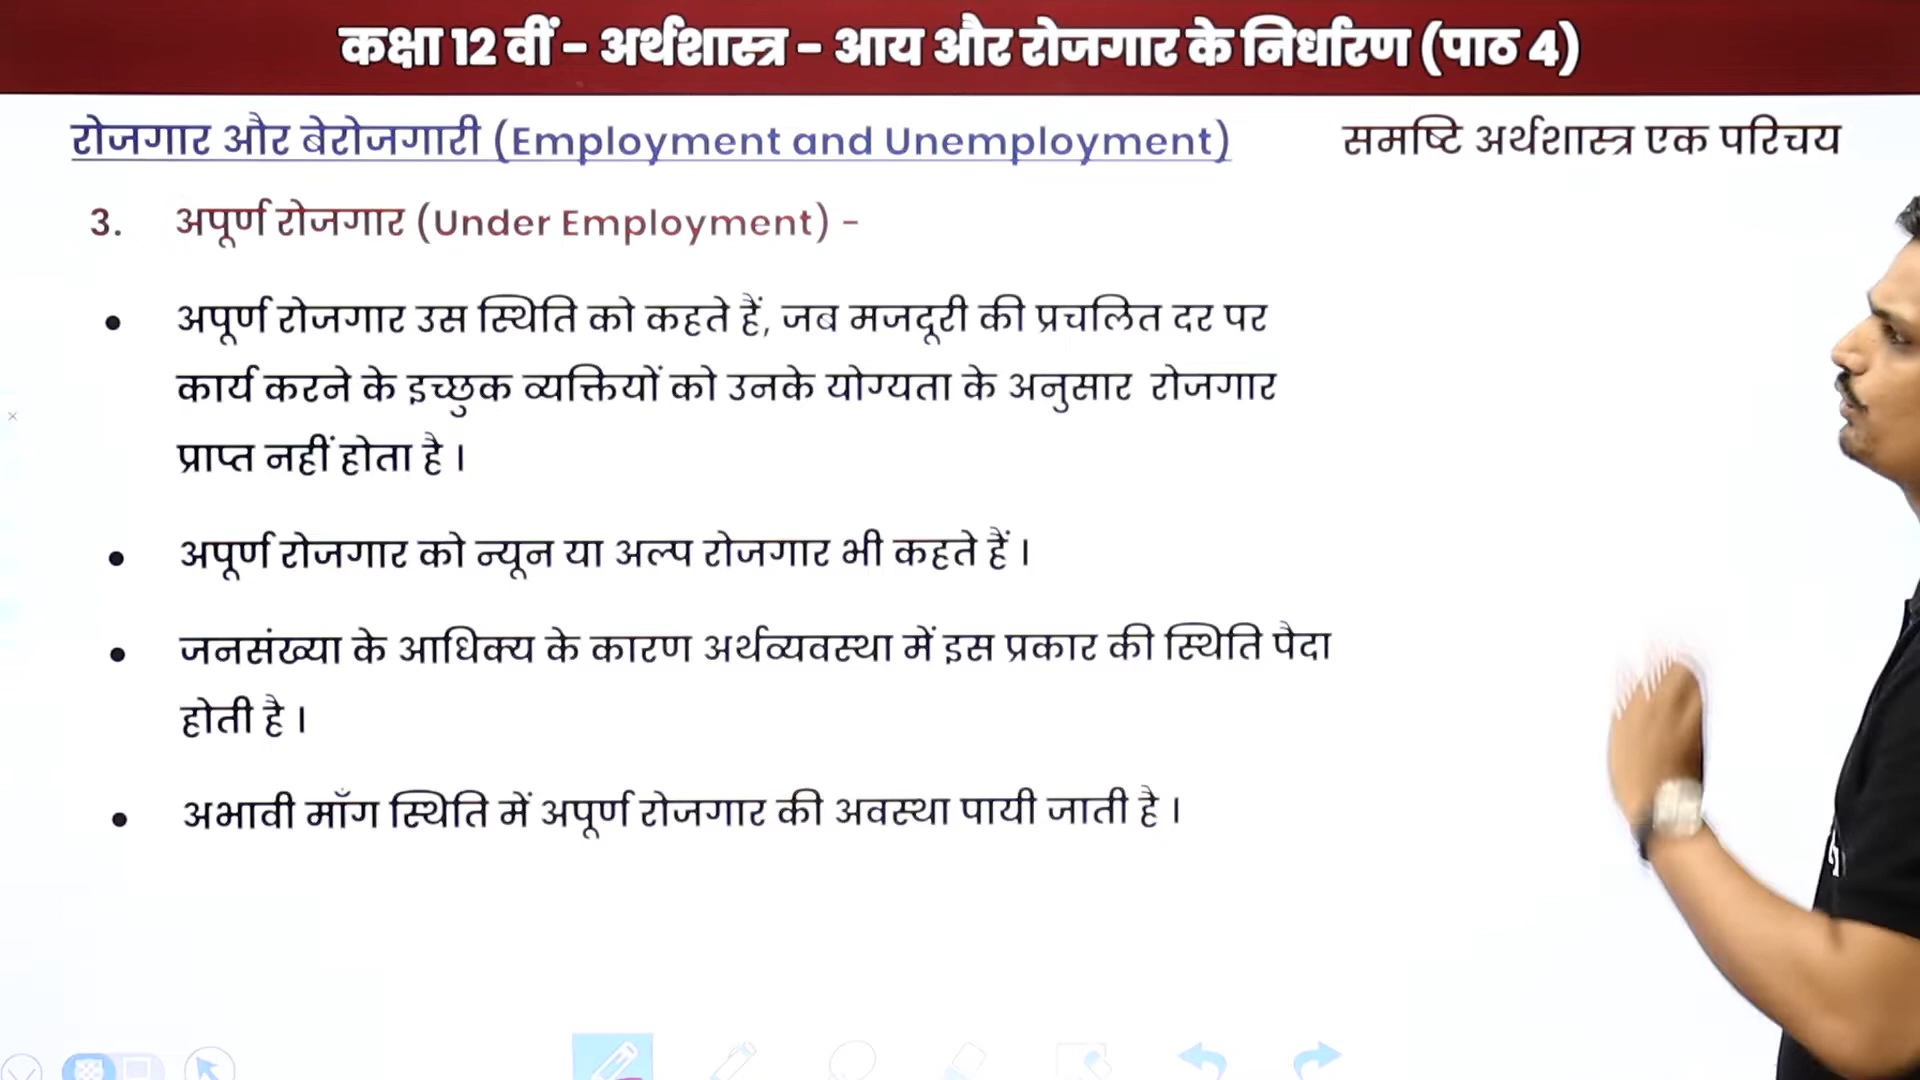 कक्षा 12 वीं - अर्थशास्त्र - आय और रोजगार के निर्धारण (पाठ 4)
रोजगार और बेरोजगारी (Employment and Unemployment)
समष्टि अर्थशास्त्र एक परिचय
3. अपूर्ण रोजगार (Under Employment) -
• अपूर्ण रोजगार उस स्थिति को कहते हैं, जब मजदूरी की प्रचलित दर पर
कार्य करने के इच्छुक व्यक्तियों को उनके योग्यता के अनुसार रोजगार
प्राप्त नहीं होता है ।
• अपूर्ण रोजगार को न्यून या अल्प रोजगार भी कहते हैं ।
• जनसंख्या के आधिक्य के कारण अर्थव्यवस्था में इस प्रकार की स्थिति पैदा
होती है ।
• अभावी माँग स्थिति में अपूर्ण रोजगार की अवस्था पायी जाती है ।